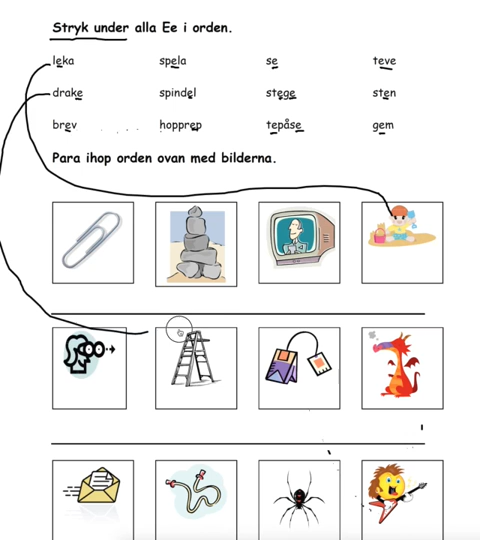 Stryk under alla Ee i orden.
leka spela se teve
drake spindel stege sten
brev hopprep tepåse gem
Para ihop orden ovan med bilderna.